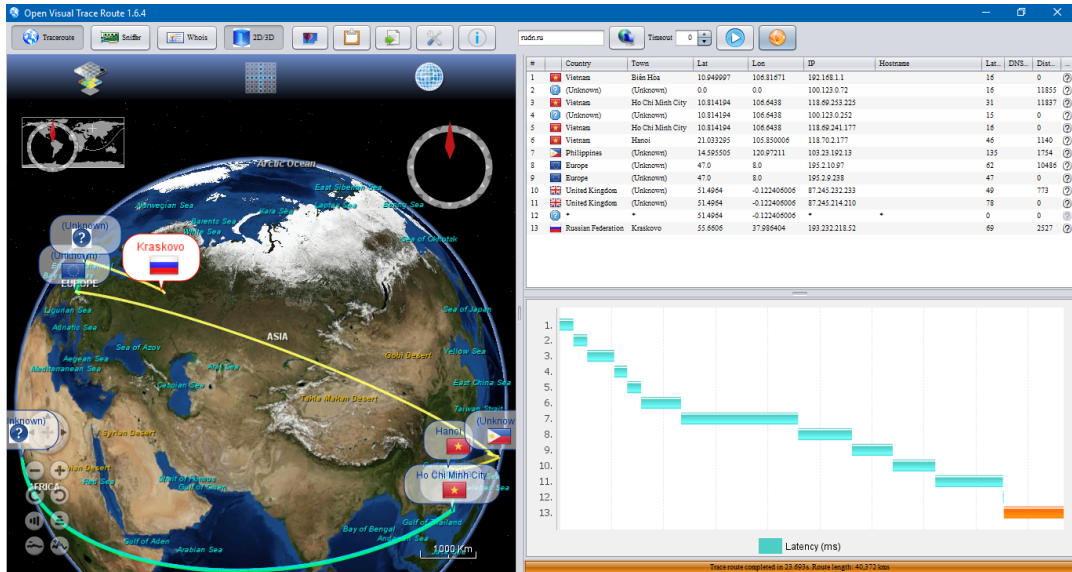 Open Visual Trace Route 1.6.4
Traceroute Sniffer Whois 2D/3D rudn.ru Timeout 0
# Country Town Lat Lon IP Hostname Lat... DNS... Dist... ...
1 Vietnam Biên Hòa 10.949997 106.81671 192.168.1.1 16 0
2 (Unknown) (Unknown) 0.0 0.0 100.123.0.72 16 11855
3 Vietnam Ho Chi Minh City 10.814194 106.6438 118.69.253.225 31 11837
4 (Unknown) (Unknown) 10.814194 106.6438 100.123.0.252 15 0
5 Vietnam Ho Chi Minh City 10.814194 106.6438 118.69.241.177 16 0
6 Vietnam Hanoi 21.033295 105.850006 118.70.2.177 46 1140
7 Philippines (Unknown) 14.595505 120.97211 103.23.192.13 135 1754
8 Europe (Unknown) 47.0 8.0 195.2.10.97 62 10486
9 Europe (Unknown) 47.0 8.0 195.2.9.238 47 0
10 United Kingdom (Unknown) 51.4964 -0.122406006 87.245.232.233 49 773
11 United Kingdom (Unknown) 51.4964 -0.122406006 87.245.214.210 78 0
12 * * 51.4964 -0.122406006 * * 0 0
13 Russian Federation Kraskovo 55.6606 37.986404 193.232.218.52 69 2527
Arctic Ocean
East Siberian Sea
Laptev Sea
Norwegian Sea
Kara Sea
Barents Sea
White Sea
Sea of Okhotsk
(Unknown)
Kraskovo
(Unknown)
EUROPE
Ligurian Sea
Sea of Japan
Adriatic Sea
ASIA
Sea of Azov
Yellow Sea
Gobi Desert
Aegean Sea
Mediterranean Sea
Aral Sea
Caspian Sea
East China Sea
Takla Makan Desert
Taiwan Strait
Hanoi
Syrian Desert
Ho Chi Minh City
Strait of Hormuz
Red Sea
AFRICA
Gulf of Thailand
Bay of Bengal
Gulf of Aden
Arabian Sea
1000 Km
1.
2.
3.
4.
5.
6.
7.
8.
9.
10.
11.
12.
13.
Latency (ms)
Trace route completed in 23.693s. Route length: 40,372 kms